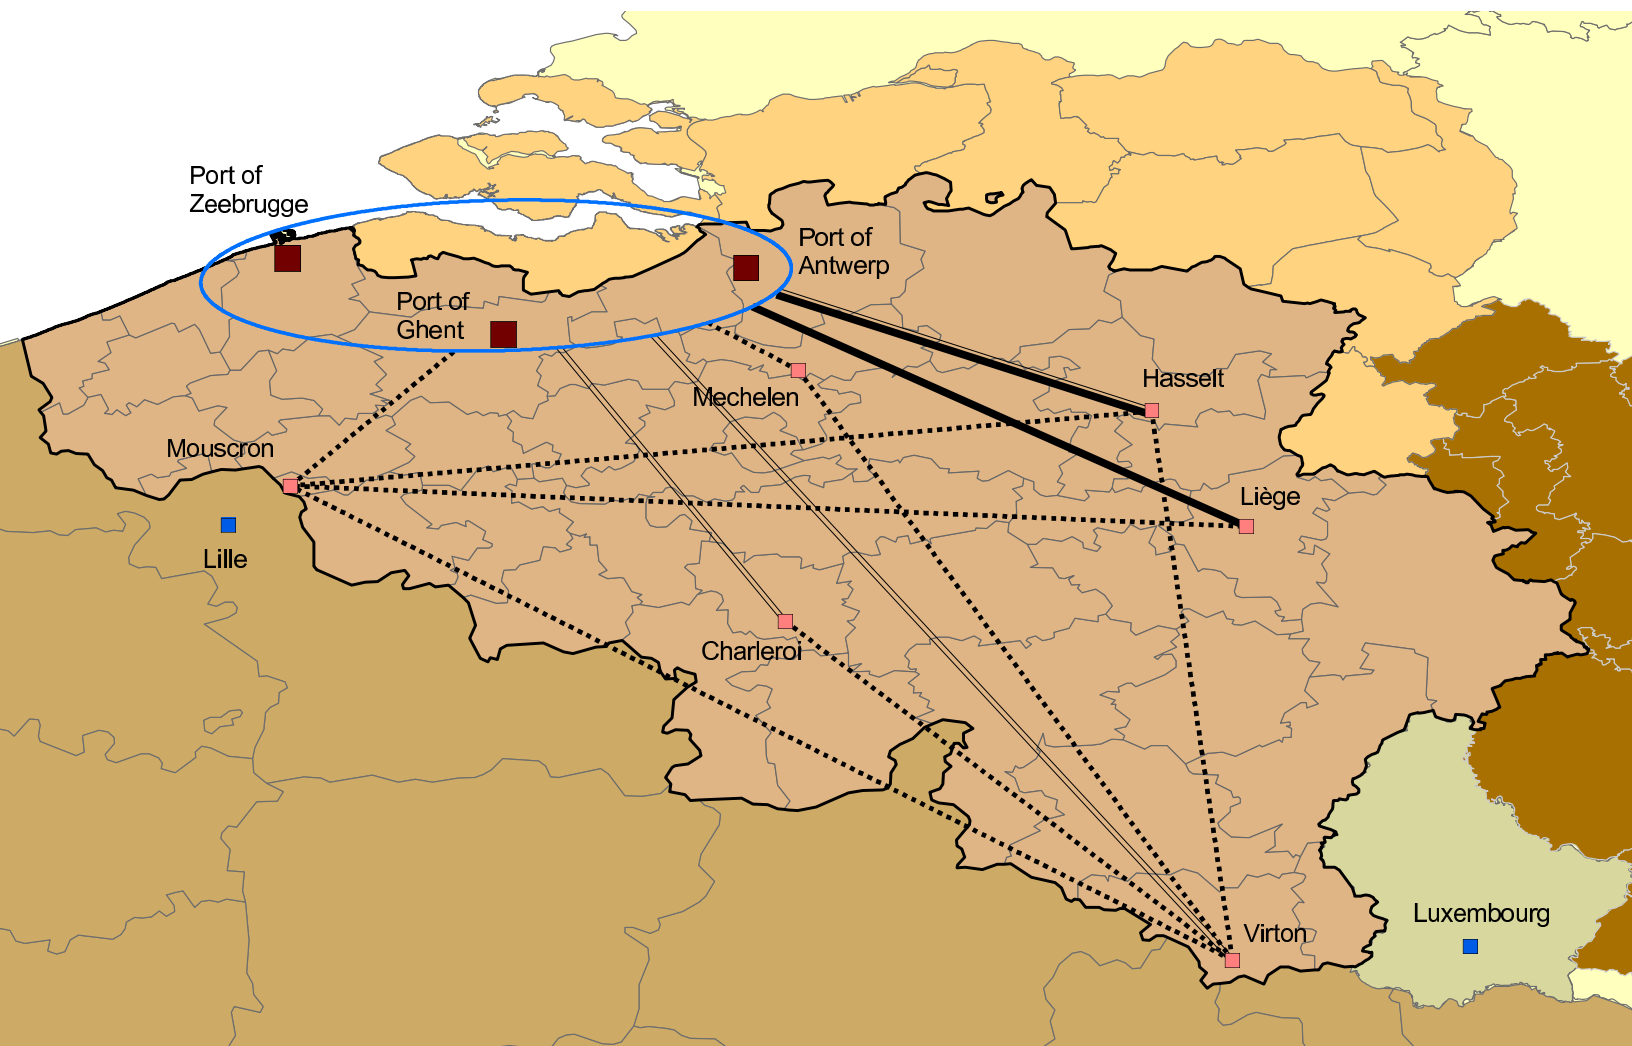 Port of
Zeebrugge
Port of
Antwerp
Port of
Ghent
Hasselt
Mechelen
Mouscron
Liège
Lille
Charleroi
Luxembourg
Virton